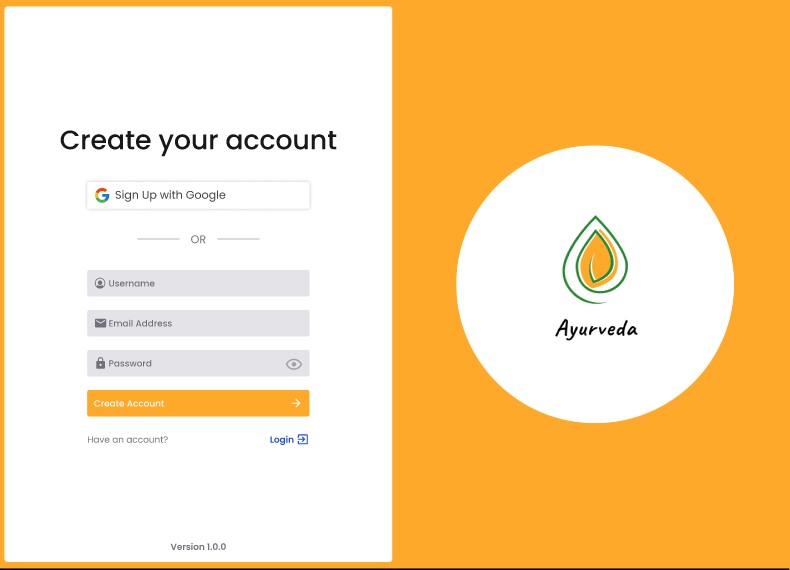 Create your account
Sign Up with Google
OR
Username
Email Address
Password
Create Account
Have an account? Login
Version 1.0.0
Ayurveda